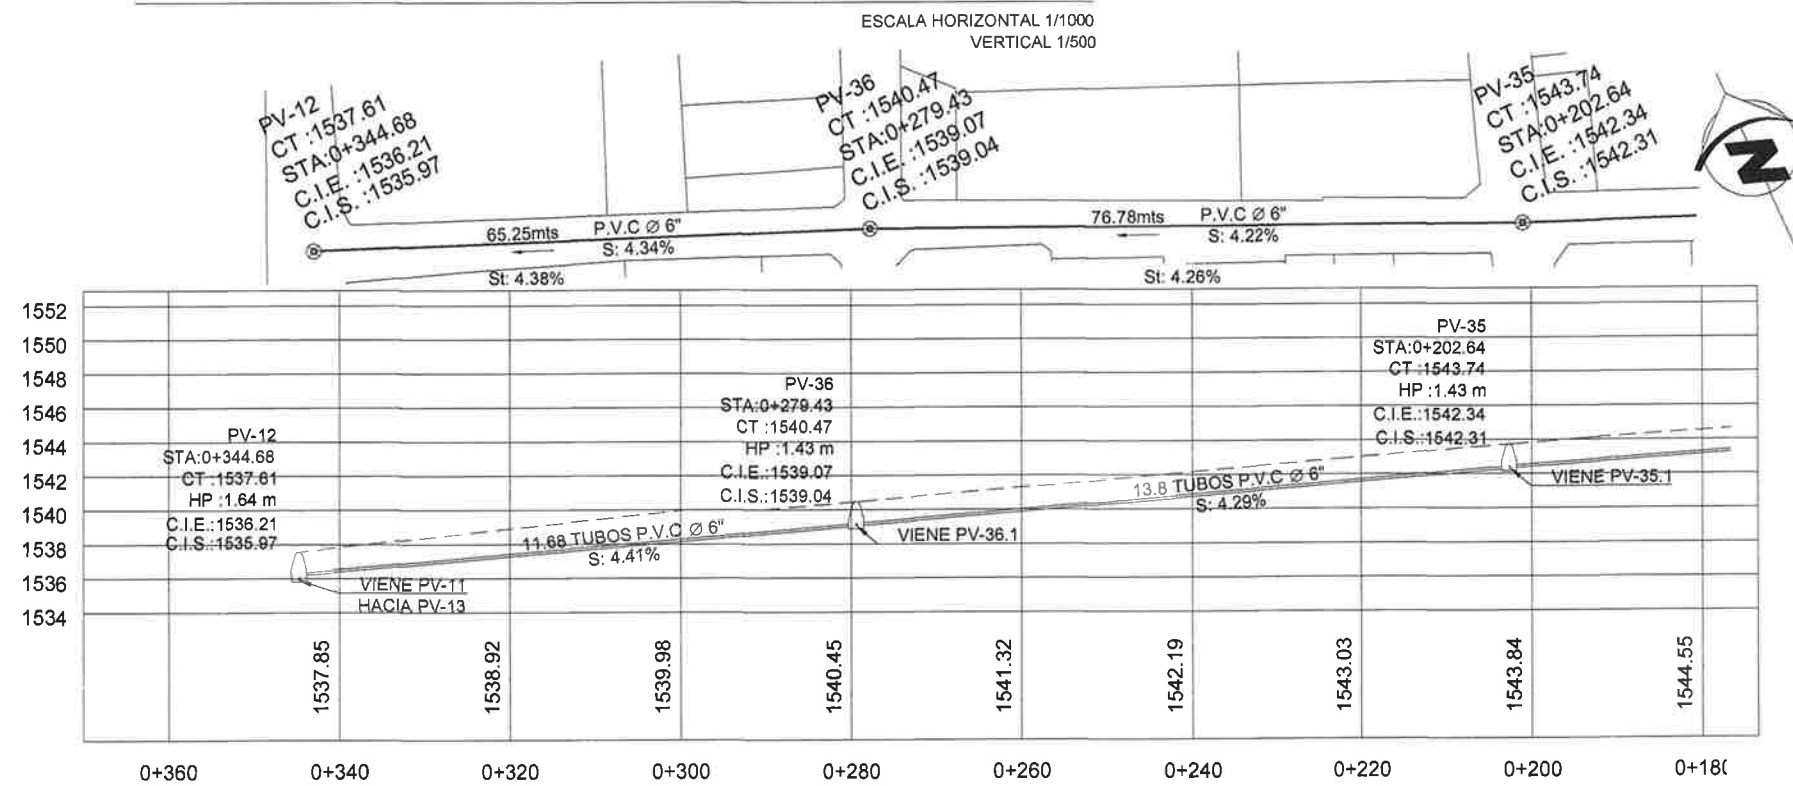 ESCALA HORIZONTAL 1/1000
VERTICAL 1/500
PV-12
CT :1537.61
STA:0+344.68
C.I.E. :1536.21
C.I.S. :1535.97
PV-36
CT :1540.47
STA:0+279.43
C.I.E. :1539.07
C.I.S. :1539.04
PV-35
CT :1543.74
STA:0+202.64
C.I.E. :1542.34
C.I.S. :1542.31
N
65.25mts
P.V.C Ø 6"
S: 4.34%
St: 4.38%
76.78mts
P.V.C Ø 6"
S: 4.22%
St: 4.26%
1552
1550
1548
1546
1544
1542
1540
1538
1536
1534
PV-12
STA:0+344.68
CT :1537.61
HP :1.64 m
C.I.E.:1536.21
C.I.S.:1535.97
VIENE PV-11
HACIA PV-13
11.68 TUBOS P.V.C Ø 6"
S: 4.41%
PV-36
STA:0+279.43
CT :1540.47
HP :1.43 m
C.I.E.:1539.07
C.I.S.:1539.04
VIENE PV-36.1
13.8 TUBOS P.V.C Ø 6"
S: 4.29%
PV-35
STA:0+202.64
CT :1543.74
HP :1.43 m
C.I.E.:1542.34
C.I.S.:1542.31
VIENE PV-35.1
1537.85
1538.92
1539.98
1540.45
1541.32
1542.19
1543.03
1543.84
1544.55
0+360
0+340
0+320
0+300
0+280
0+260
0+240
0+220
0+200
0+18